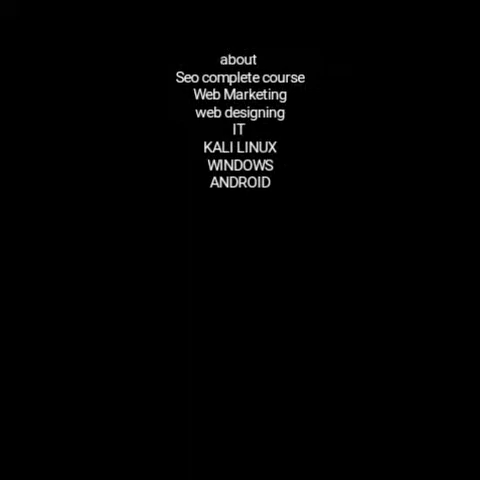 about
Seo complete course
Web Marketing
web designing
IT
KALI LINUX
WINDOWS
ANDROID